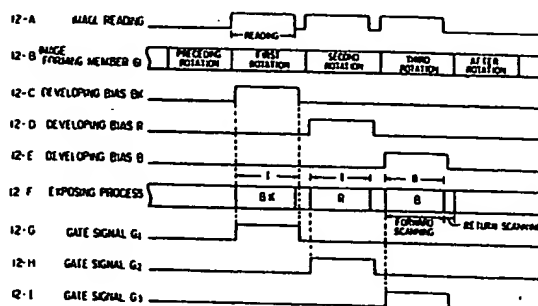 12-A IMAGE READING
READING
12-B IMAGE FORMING MEMBER
PRECEDING ROTATION
FIRST ROTATION
SECOND ROTATION
THIRD ROTATION
AFTER ROTATION
12-C DEVELOPING BIAS BK
12-D DEVELOPING BIAS R
12-E DEVELOPING BIAS B
12-F EXPOSING PROCESS
BK R B
FORWARD SCANNING
RETURN SCANNING
12-G GATE SIGNAL G1
12-H GATE SIGNAL G2
12-I GATE SIGNAL G3